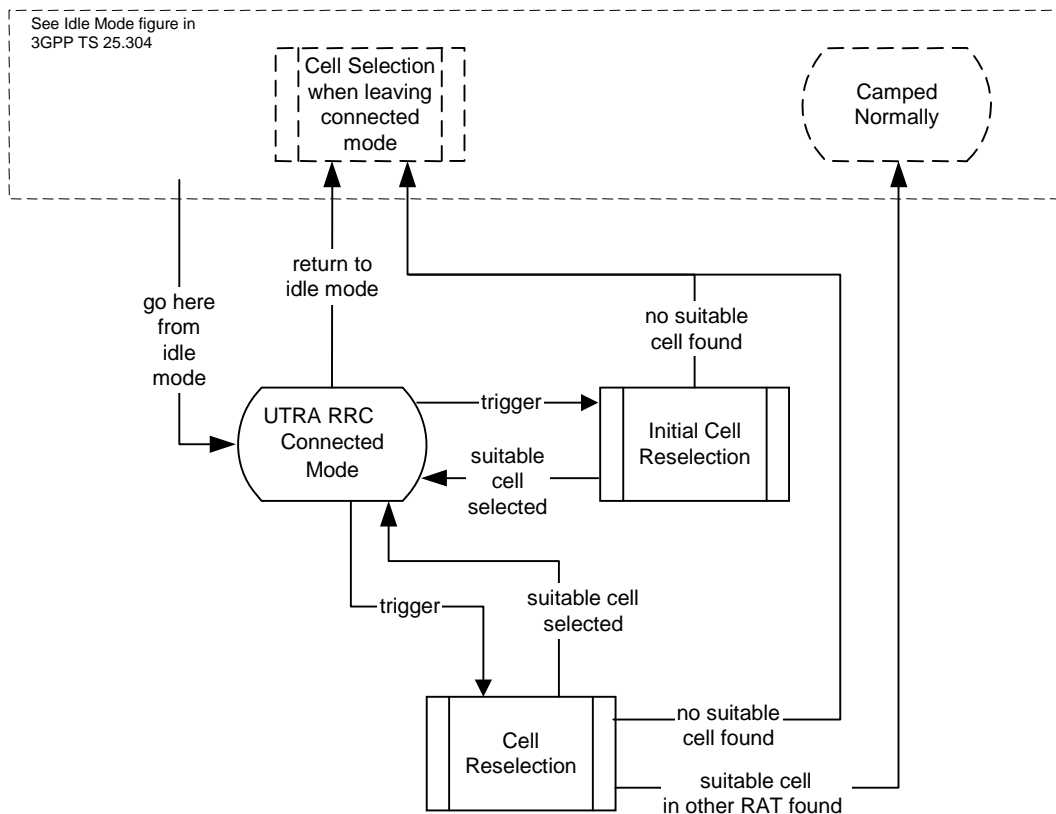 See Idle Mode figure in
3GPP TS 25.304
Cell Selection
when leaving
connected
mode
Camped
Normally
return to
idle mode
go here
from
idle
mode
no suitable
cell found
UTRA RRC
Connected
Mode
trigger
Initial Cell
Reselection
suitable
cell
selected
trigger
suitable cell
selected
Cell
Reselection
no suitable
cell found
suitable cell
in other RAT found